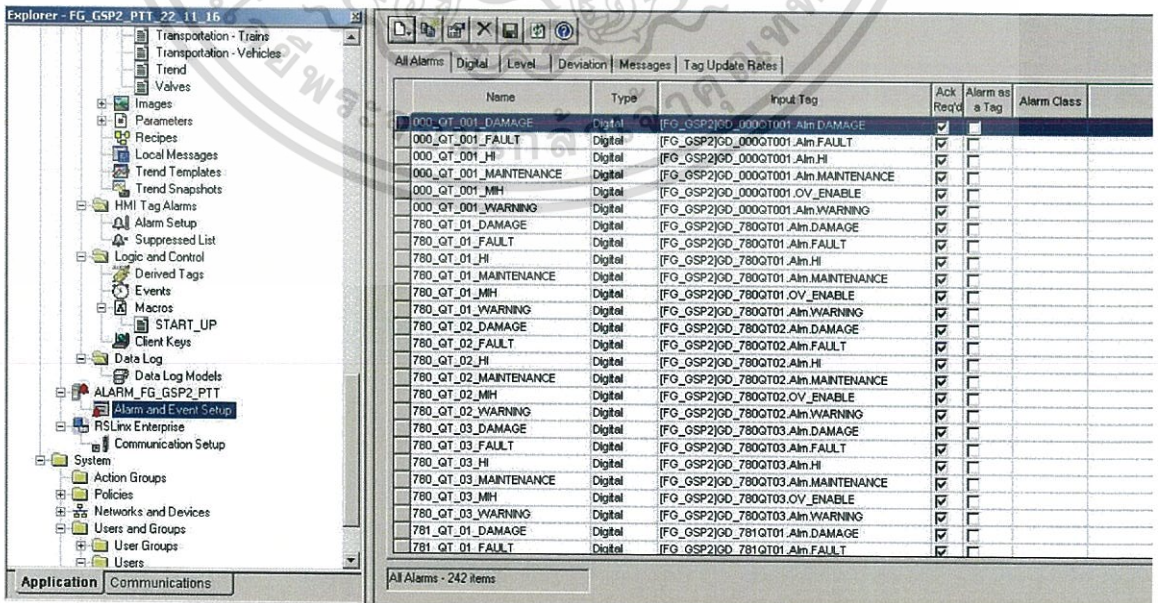 Explorer - FG_GSP2_PTT_22_11_16
Transportation - Trains
Transportation - Vehicles
Trend
Valves
Images
Parameters
Recipes
Local Messages
Trend Templates
Trend Snapshots
HMI Tag Alarms
Alarm Setup
Suppressed List
Logic and Control
Derived Tags
Events
Macros
START_UP
Client Keys
Data Log
Data Log Models
ALARM_FG_GSP2_PTT
Alarm and Event Setup
RSLinx Enterprise
Communication Setup
System
Action Groups
Policies
Networks and Devices
Users and Groups
User Groups
Users
Application Communications
All Alarms Digital Level Deviation Messages Tag Update Rates
Name Type Input Tag Ack Req'd Alarm as a Tag Alarm Class
000_QT_001_DAMAGE Digital [FG_GSP2]GD_000QT001.Alm.DAMAGE
000_QT_001_FAULT Digital [FG_GSP2]GD_000QT001.Alm.FAULT
000_QT_001_HI Digital [FG_GSP2]GD_000QT001.Alm.HI
000_QT_001_MAINTENANCE Digital [FG_GSP2]GD_000QT001.Alm.MAINTENANCE
000_QT_001_MIH Digital [FG_GSP2]GD_000QT001.OV_ENABLE
000_QT_001_WARNING Digital [FG_GSP2]GD_000QT001.Alm.WARNING
780_QT_01_DAMAGE Digital [FG_GSP2]GD_780QT01.Alm.DAMAGE
780_QT_01_FAULT Digital [FG_GSP2]GD_780QT01.Alm.FAULT
780_QT_01_HI Digital [FG_GSP2]GD_780QT01.Alm.HI
780_QT_01_MAINTENANCE Digital [FG_GSP2]GD_780QT01.Alm.MAINTENANCE
780_QT_01_MIH Digital [FG_GSP2]GD_780QT01.OV_ENABLE
780_QT_01_WARNING Digital [FG_GSP2]GD_780QT01.Alm.WARNING
780_QT_02_DAMAGE Digital [FG_GSP2]GD_780QT02.Alm.DAMAGE
780_QT_02_FAULT Digital [FG_GSP2]GD_780QT02.Alm.FAULT
780_QT_02_HI Digital [FG_GSP2]GD_780QT02.Alm.HI
780_QT_02_MAINTENANCE Digital [FG_GSP2]GD_780QT02.Alm.MAINTENANCE
780_QT_02_MIH Digital [FG_GSP2]GD_780QT02.OV_ENABLE
780_QT_02_WARNING Digital [FG_GSP2]GD_780QT02.Alm.WARNING
780_QT_03_DAMAGE Digital [FG_GSP2]GD_780QT03.Alm.DAMAGE
780_QT_03_FAULT Digital [FG_GSP2]GD_780QT03.Alm.FAULT
780_QT_03_HI Digital [FG_GSP2]GD_780QT03.Alm.HI
780_QT_03_MAINTENANCE Digital [FG_GSP2]GD_780QT03.Alm.MAINTENANCE
780_QT_03_MIH Digital [FG_GSP2]GD_780QT03.OV_ENABLE
780_QT_03_WARNING Digital [FG_GSP2]GD_780QT03.Alm.WARNING
781_QT_01_DAMAGE Digital [FG_GSP2]GD_781QT01.Alm.DAMAGE
781_QT_01_FAULT Digital [FG_GSP2]GD_781QT01.Alm.FAULT
All Alarms - 242 items